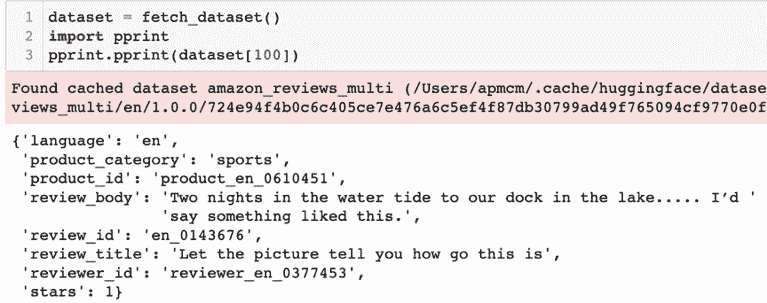 1 dataset = fetch_dataset()
2 import pprint
3 pprint.pprint(dataset[100])
Found cached dataset amazon_reviews_multi (/Users/apmcm/.cache/huggingface/datase
views_multi/en/1.0.0/724e94f4b0c6c405ce7e476a6c5ef4f87db30799ad49f765094cf9770e0f
{'language': 'en',
'product_category': 'sports',
'product_id': 'product_en_0610451',
'review_body': 'Two nights in the water tide to our dock in the lake..... I’d '
'say something liked this.',
'review_id': 'en_0143676',
'review_title': 'Let the picture tell you how go this is',
'reviewer_id': 'reviewer_en_0377453',
'stars': 1}